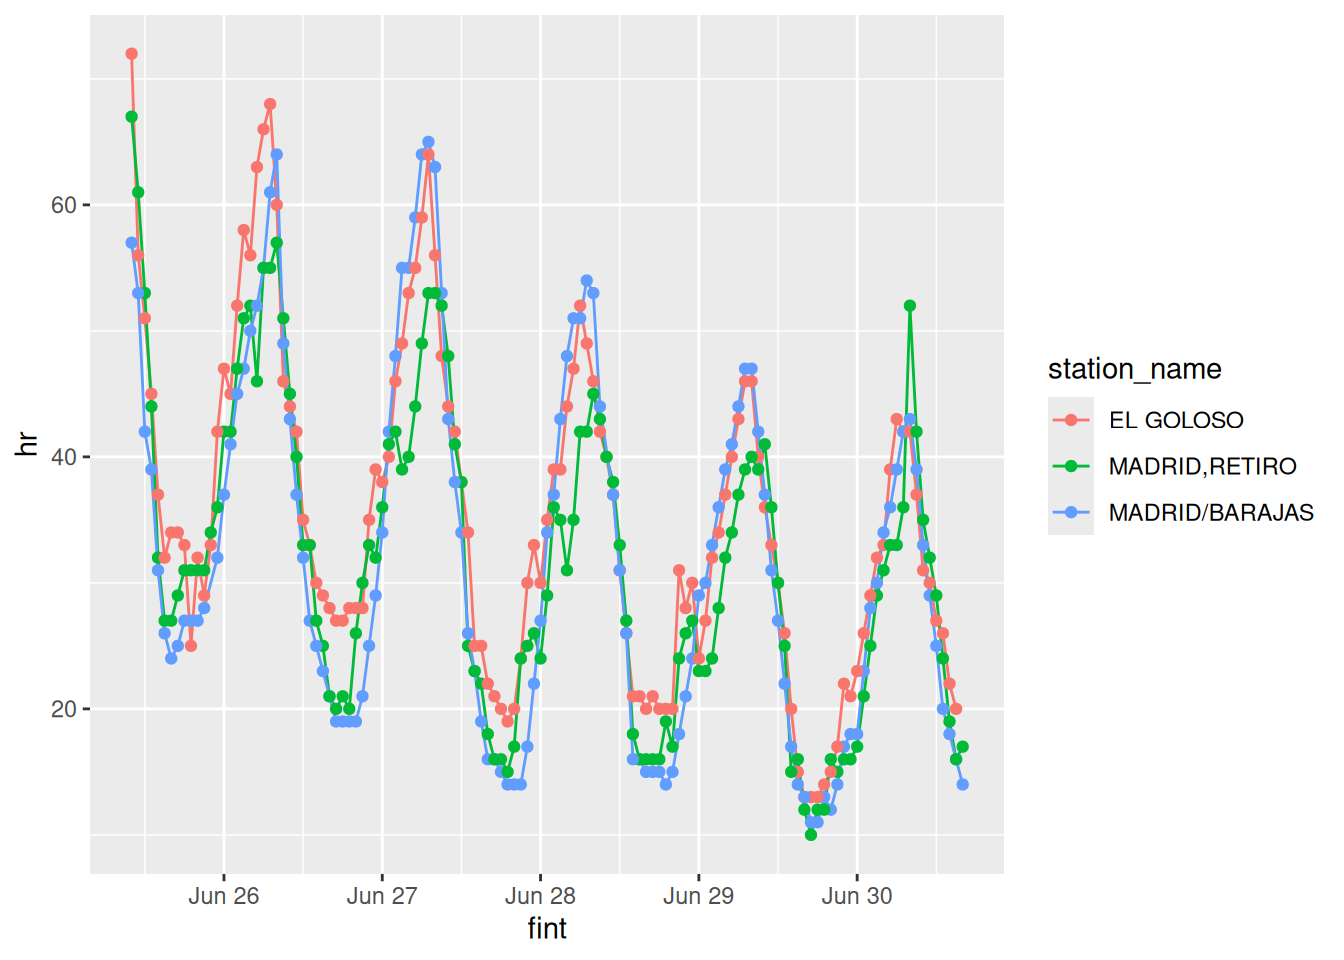 60
40
20
hr
Jun 26
Jun 27
Jun 28
Jun 29
Jun 30
fint
station_name
EL GOLOSO
MADRID,RETIRO
MADRID/BARAJAS